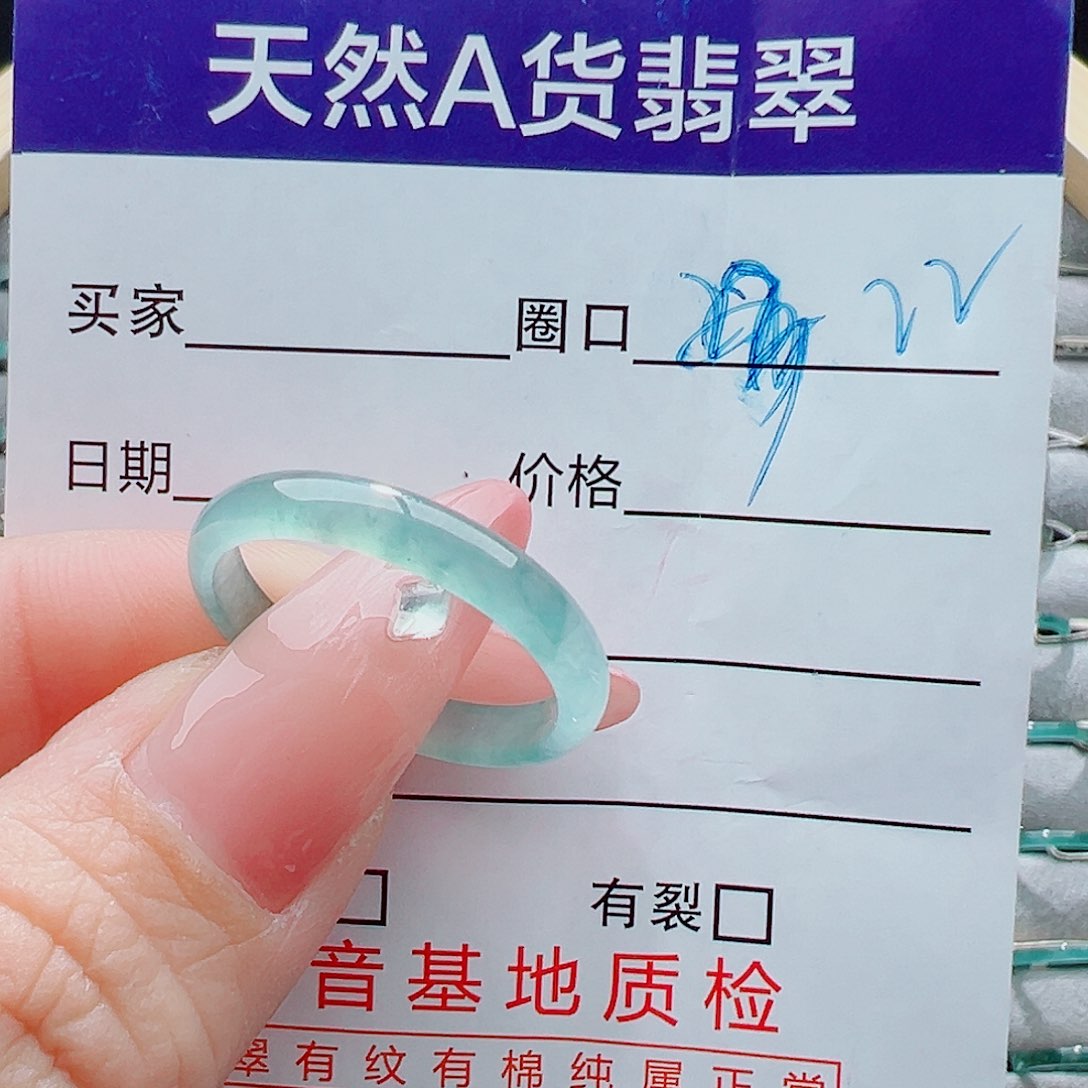 天然A货翡翠
买家 圈口
日期 价格
有裂
音基地质检
翠有纹有棉纯属正常